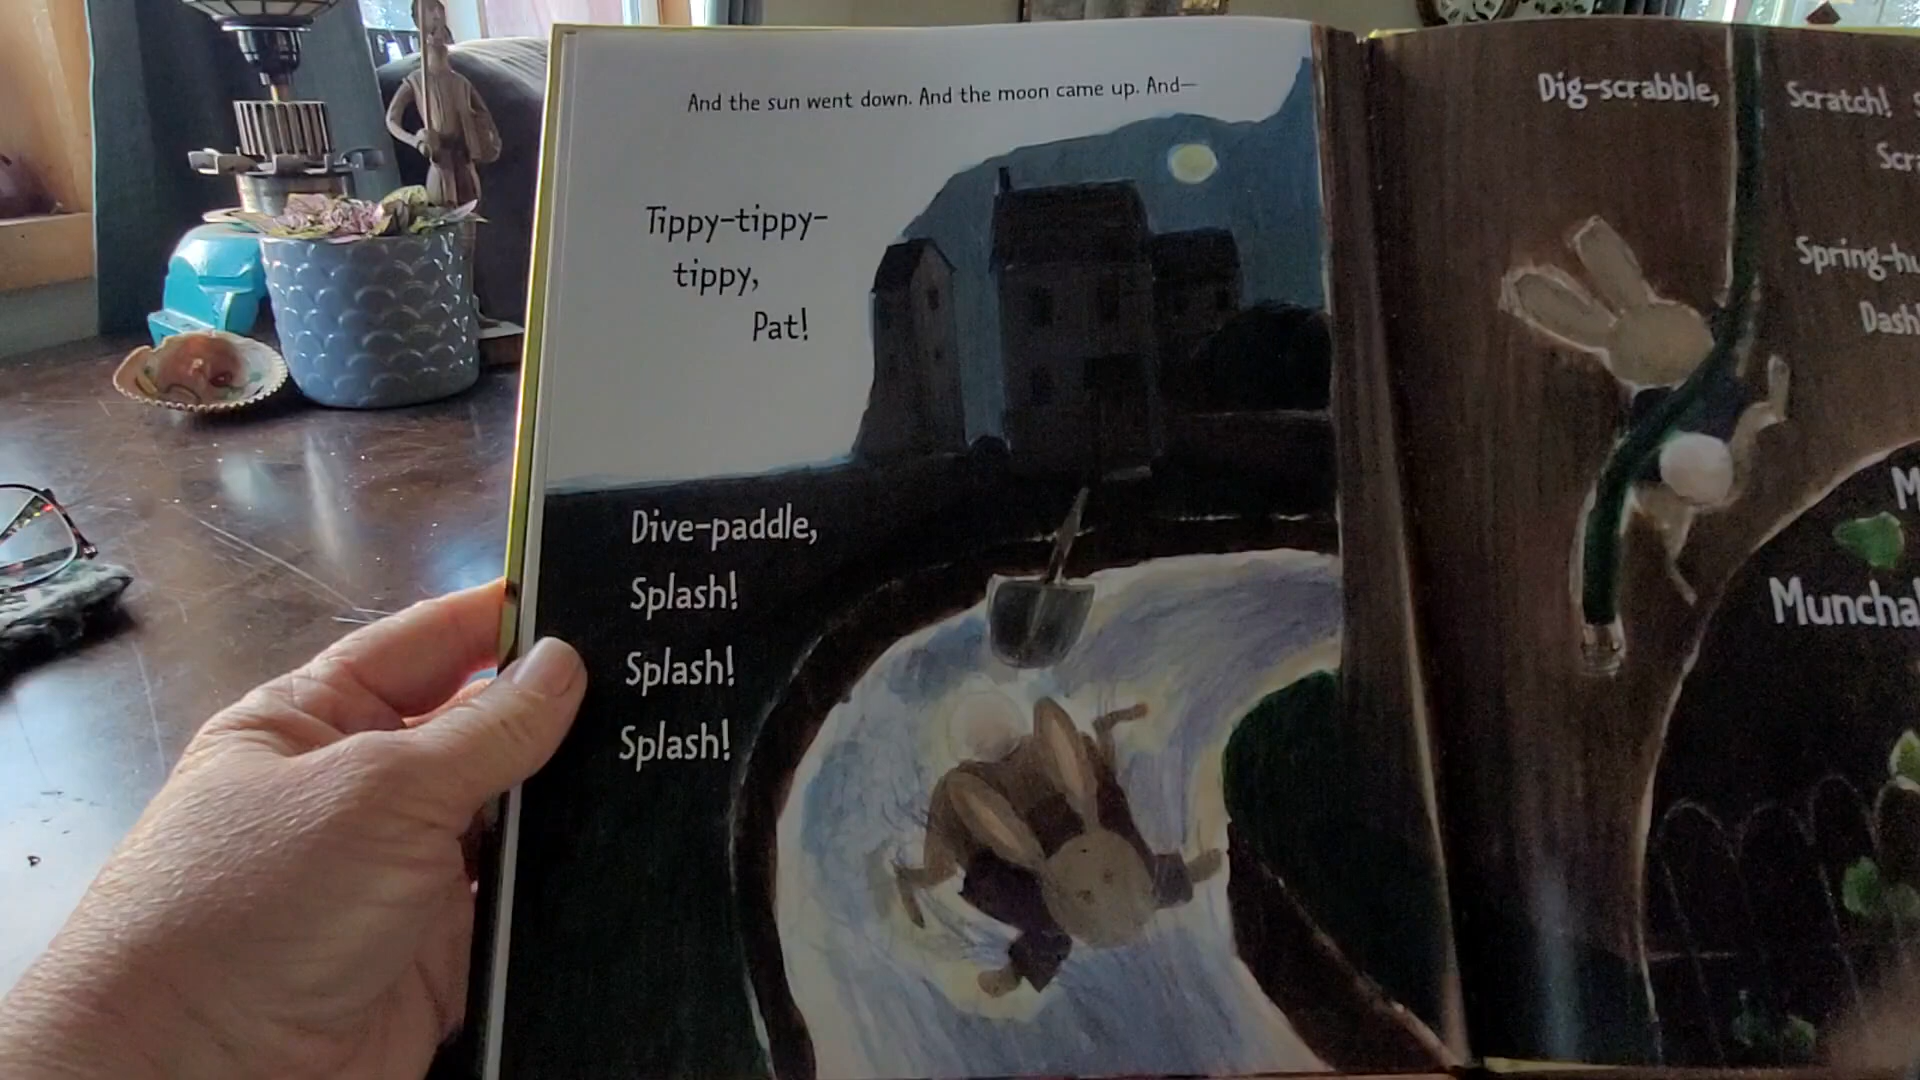 And the sun went down. And the moon came up. And—
Tippy-tippy-
tippy,
Pat!
Dive-paddle,
Splash!
Splash!
Splash!
Dig-scrabble,
Scratch!